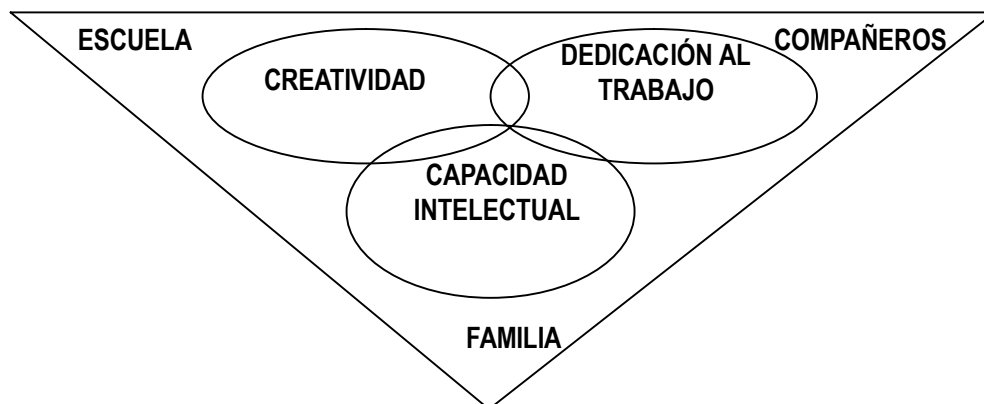 ESCUELA
COMPAÑEROS
CREATIVIDAD
DEDICACIÓN AL
TRABAJO
CAPACIDAD
INTELECTUAL
FAMILIA